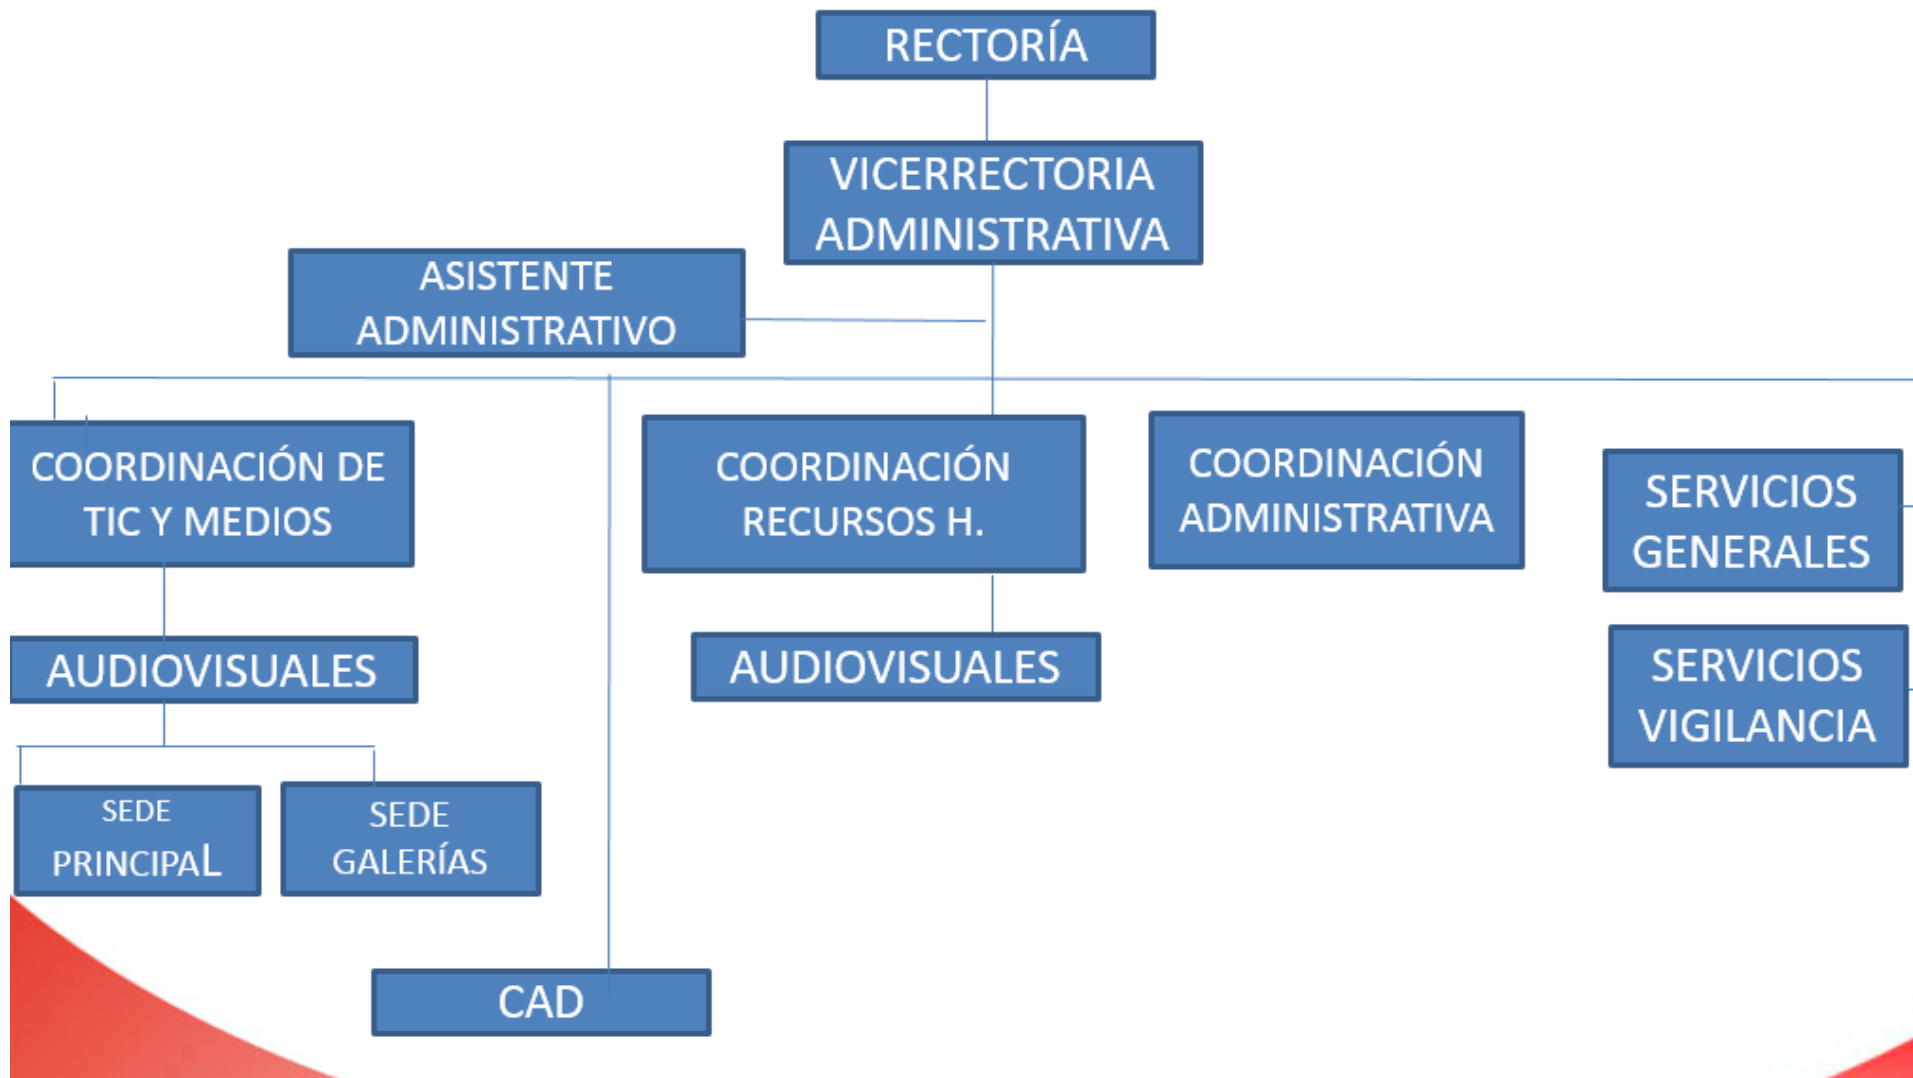 RECTORÍA
VICERRECTORIA
ADMINISTRATIVA
ASISTENTE
ADMINISTRATIVO
COORDINACIÓN DE
TIC Y MEDIOS
COORDINACIÓN
RECURSOS H.
COORDINACIÓN
ADMINISTRATIVA
SERVICIOS
GENERALES
AUDIOVISUALES
AUDIOVISUALES
SERVICIOS
VIGILANCIA
SEDE
PRINCIPAL
SEDE
GALERÍAS
CAD